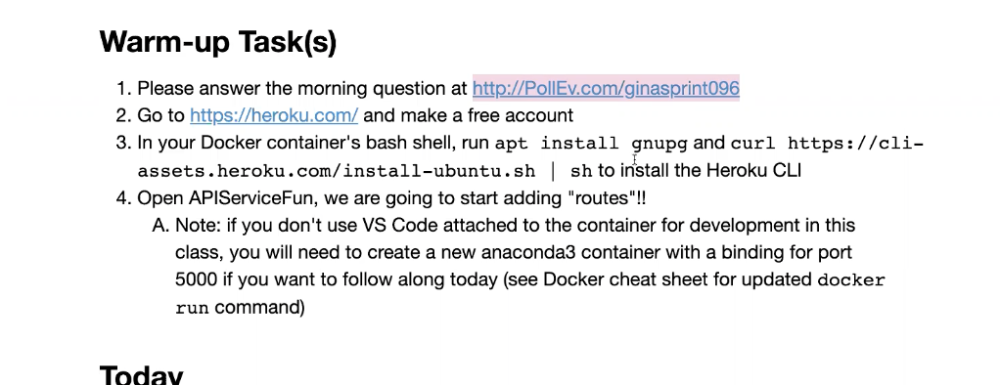 Warm-up Task(s)
1. Please answer the morning question at http://PollEv.com/ginasprint096
2. Go to https://heroku.com/ and make a free account
3. In your Docker container's bash shell, run apt install gnupg and curl https://cli-
assets.heroku.com/install-ubuntu.sh | sh to install the Heroku CLI
4. Open APIServiceFun, we are going to start adding "routes"!!
A. Note: if you don't use VS Code attached to the container for development in this
class, you will need to create a new anaconda3 container with a binding for port
5000 if you want to follow along today (see Docker cheat sheet for updated docker
run command)
Today